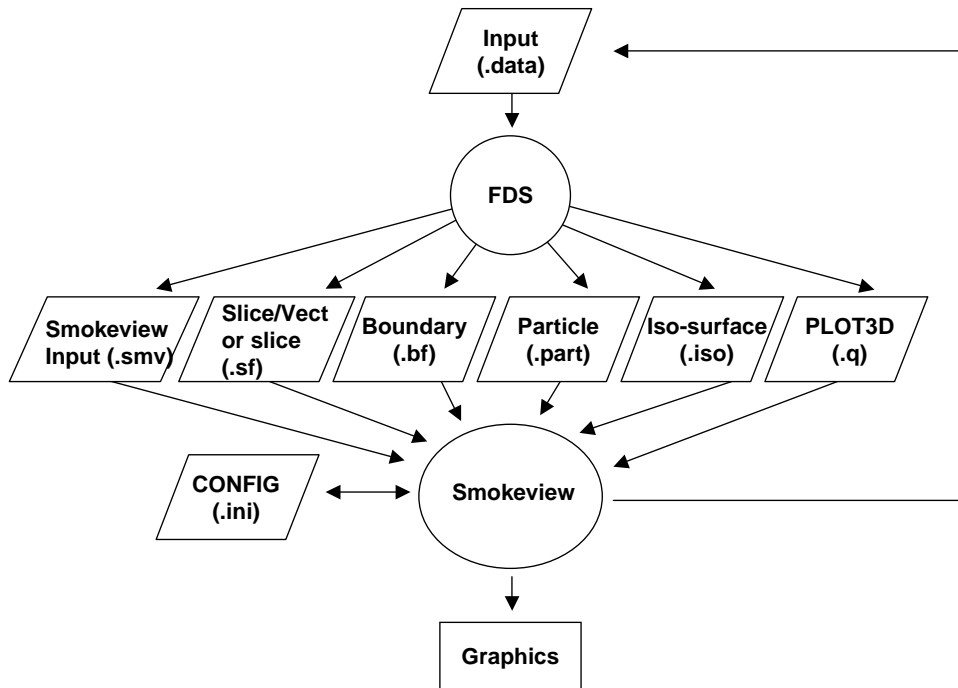 Input
(.data)
FDS
Smokeview
Input (.smv)
Slice/Vect
or slice
(.sf)
Boundary
(.bf)
Particle
(.part)
Iso-surface
(.iso)
PLOT3D
(.q)
CONFIG
(.ini)
Smokeview
Graphics